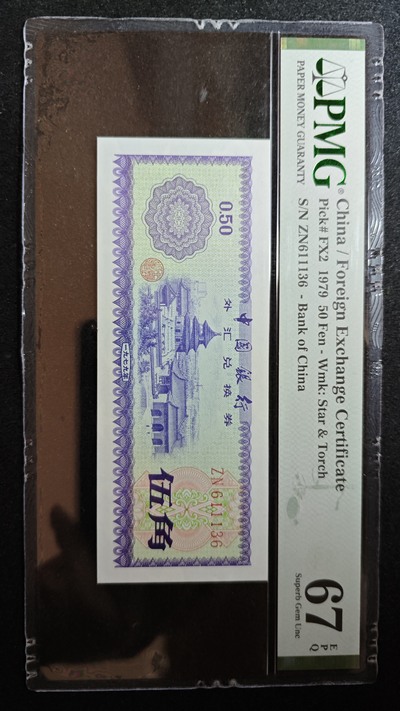 PMG®
PAPER MONEY GUARANTY
China / Foreign Exchange Certificate
Pick# FX2 1979 50 Fen - Wmk: Star & Torch
S/N ZN611136 - Bank of China
67 EPQ
Superb Gem Unc
0.50
中国银行
外汇兑换券
ZN611136
伍角
一九七九年